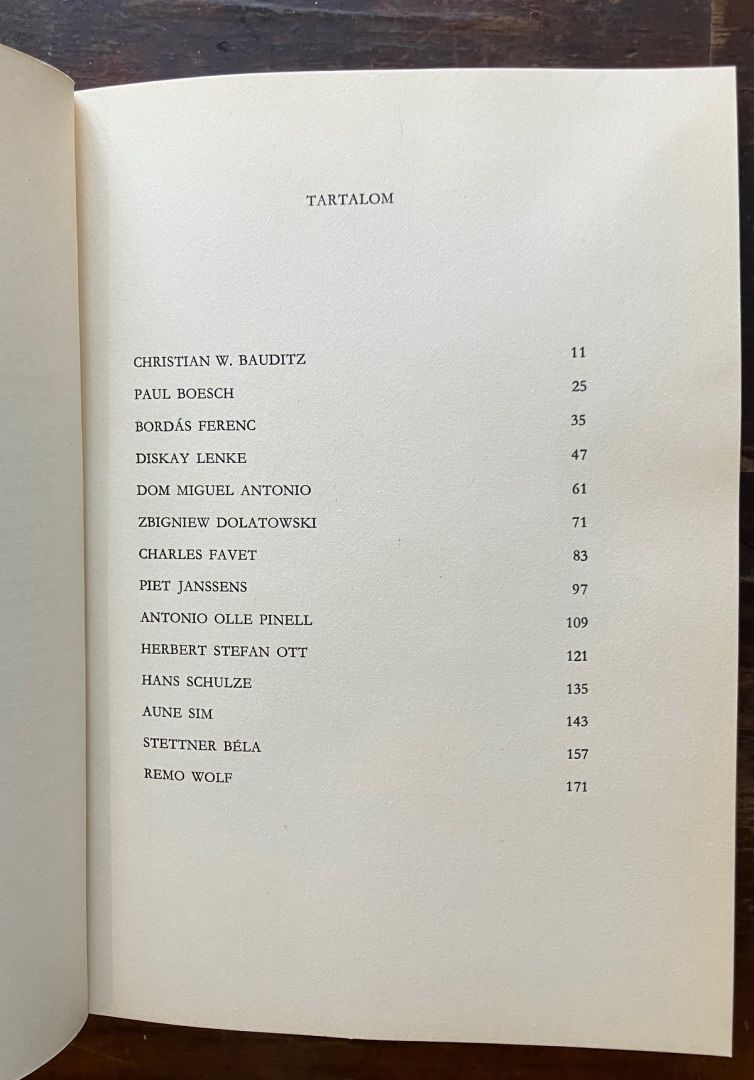 TARTALOM
CHRISTIAN W. BAUDITZ 11
PAUL BOESCH 25
BORDÁS FERENC 35
DISKAY LENKE 47
DOM MIGUEL ANTONIO 61
ZBIGNIEW DOLATOWSKI 71
CHARLES FAVET 83
PIET JANSSENS 97
ANTONIO OLLE PINELL 109
HERBERT STEFAN OTT 121
HANS SCHULZE 135
AUNE SIM 143
STETTNER BÉLA 157
REMO WOLF 171